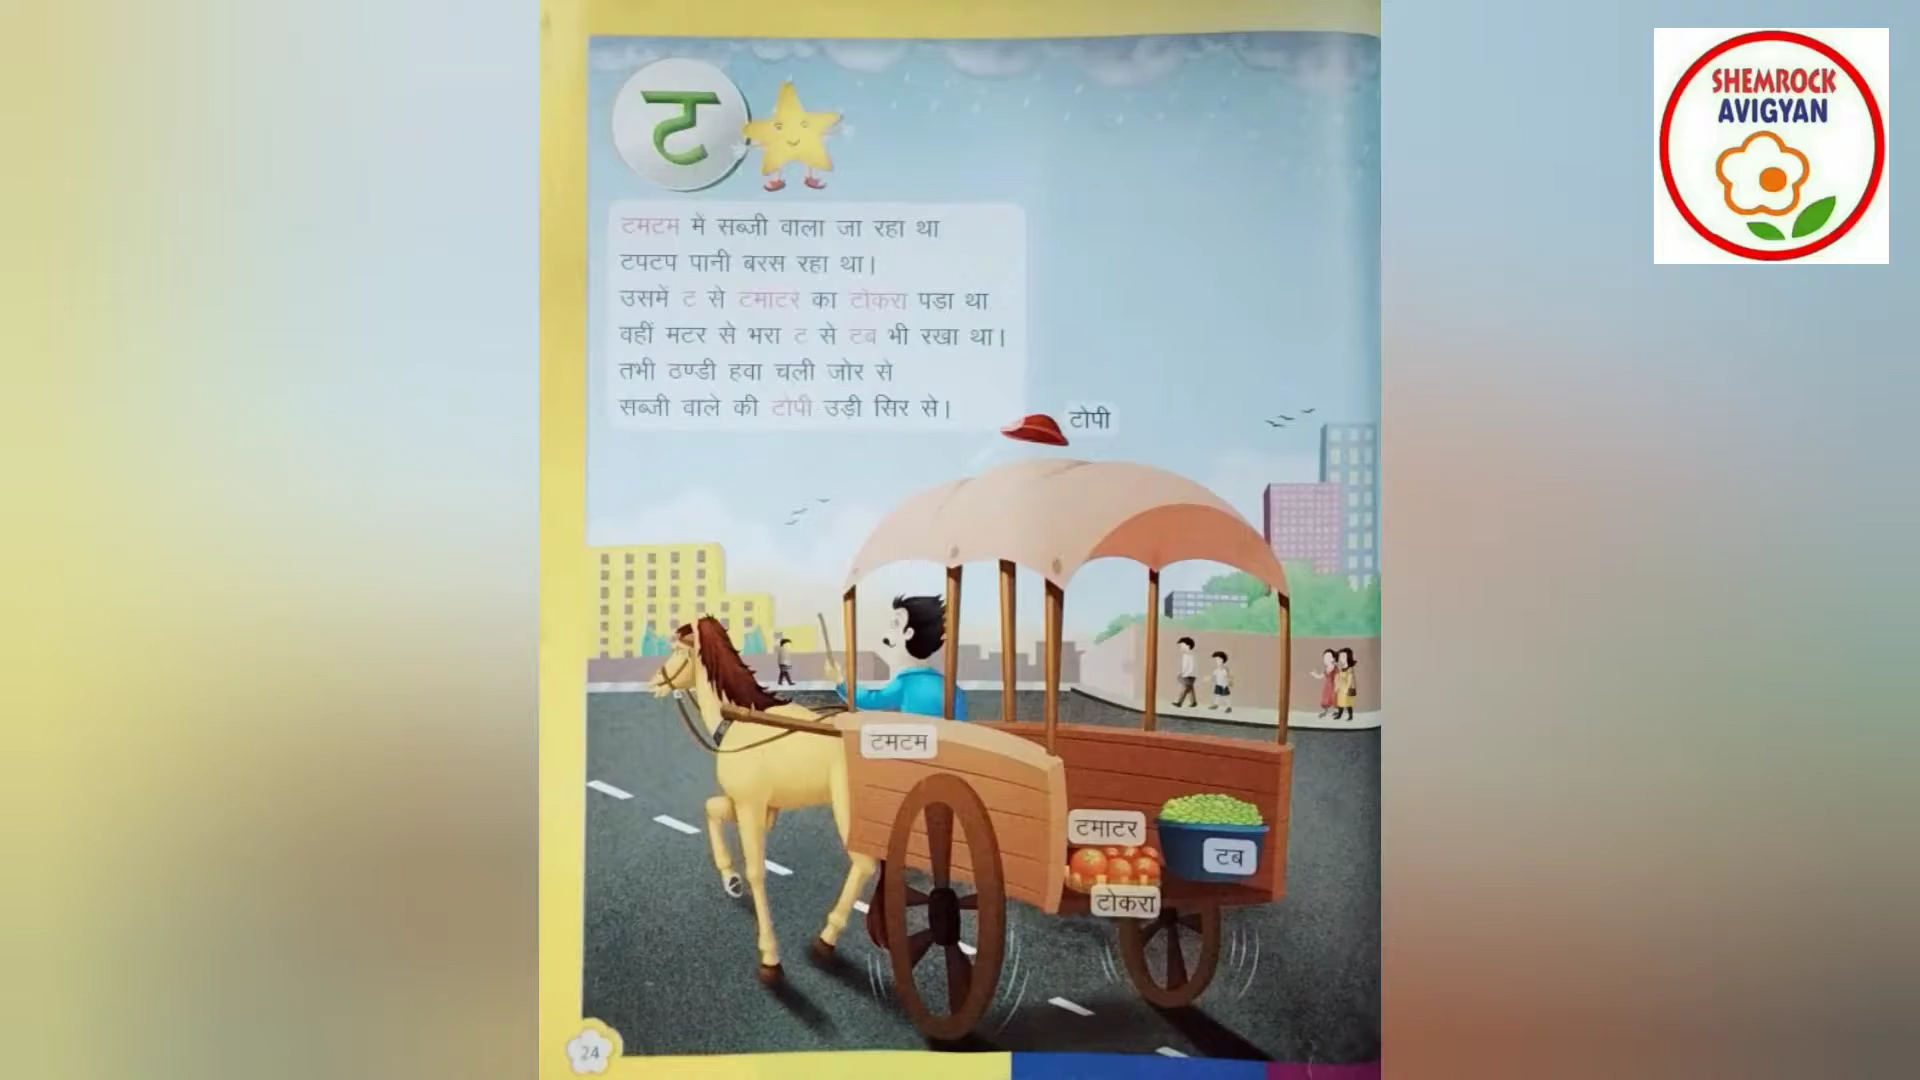 SHEMROCK
AVIGYAN
ट
टमटम में सब्जी वाला जा रहा था
टपटप पानी बरस रहा था।
उसमें ट से टमाटर का टोकरा पड़ा था
वहीं मटर से भरा ट से टब भी रखा था।
तभी ठण्डी हवा चली जोर से
सब्जी वाले की टोपी उड़ी सिर से।
टोपी
टमटम
टमाटर
टब
टोकरा
24